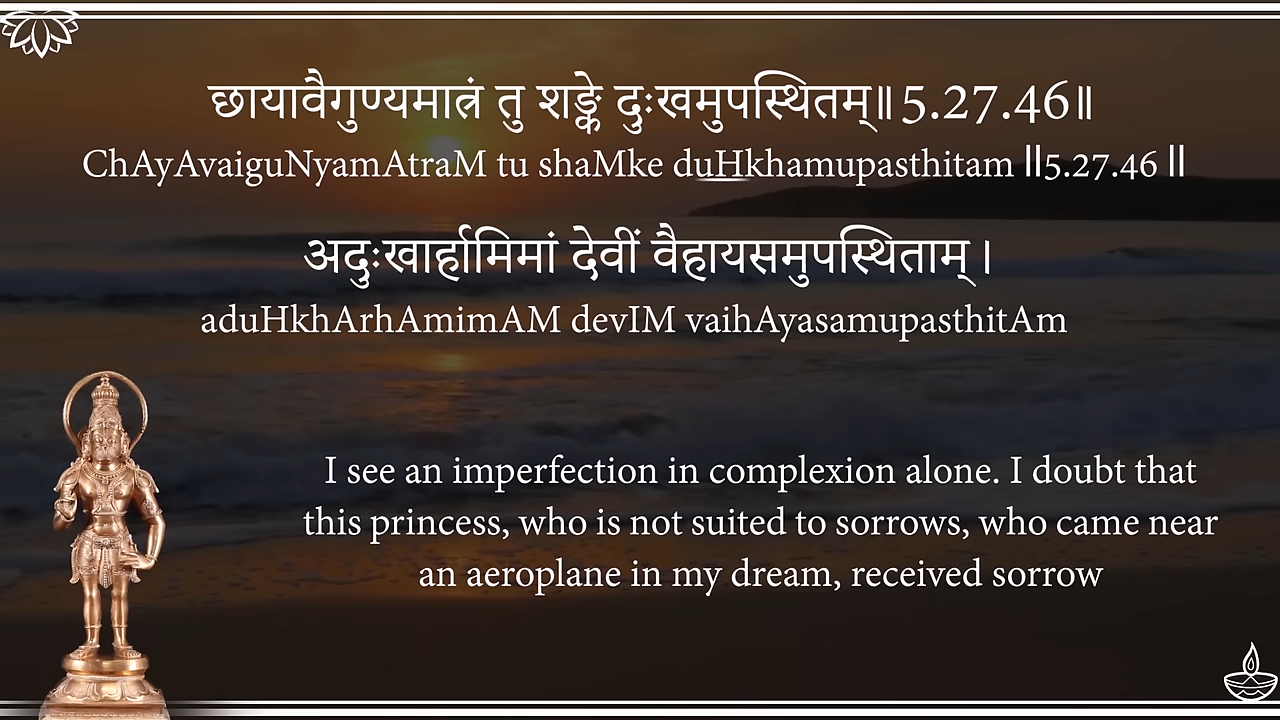 छायावैगुण्यमात्रं तु शङ्के दुःखमुपस्थितम्॥5.27.46॥
ChAyAvaiguNyamAtraM tu shaMke duHkhamupasthitam ॥5.27.46॥
अदुःखार्हामिमां देवीं वैहायसमुपस्थिताम्।
aduHkhArhAmimAM devIM vaihAyasamupasthitAm
I see an imperfection in complexion alone. I doubt that
this princess, who is not suited to sorrows, who came near
an aeroplane in my dream, received sorrow